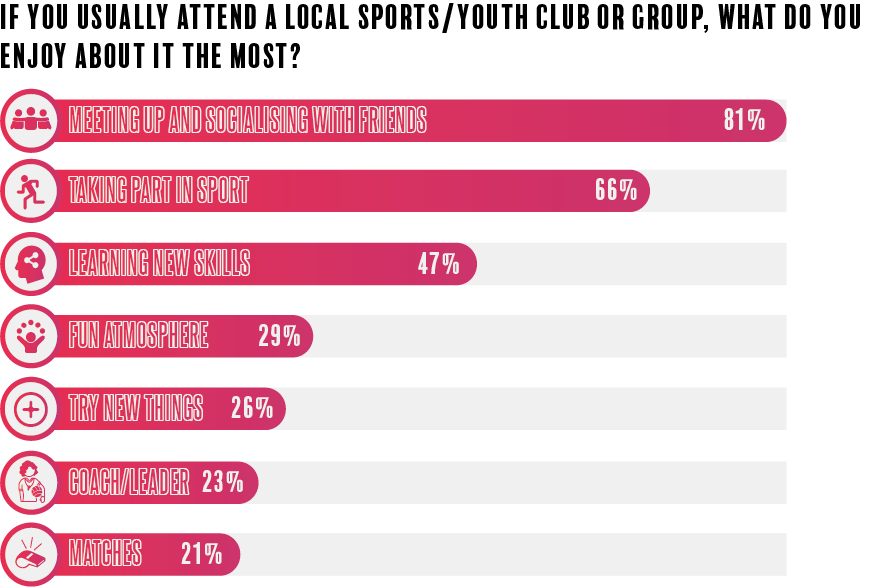 IF YOU USUALLY ATTEND A LOCAL SPORTS/YOUTH CLUB OR GROUP, WHAT DO YOU
ENJOY ABOUT IT THE MOST?
MEETING UP AND SOCIALISING WITH FRIENDS 81%
TAKING PART IN SPORT 66%
LEARNING NEW SKILLS 47%
FUN ATMOSPHERE 29%
TRY NEW THINGS 26%
COACH/LEADER 23%
MATCHES 21%